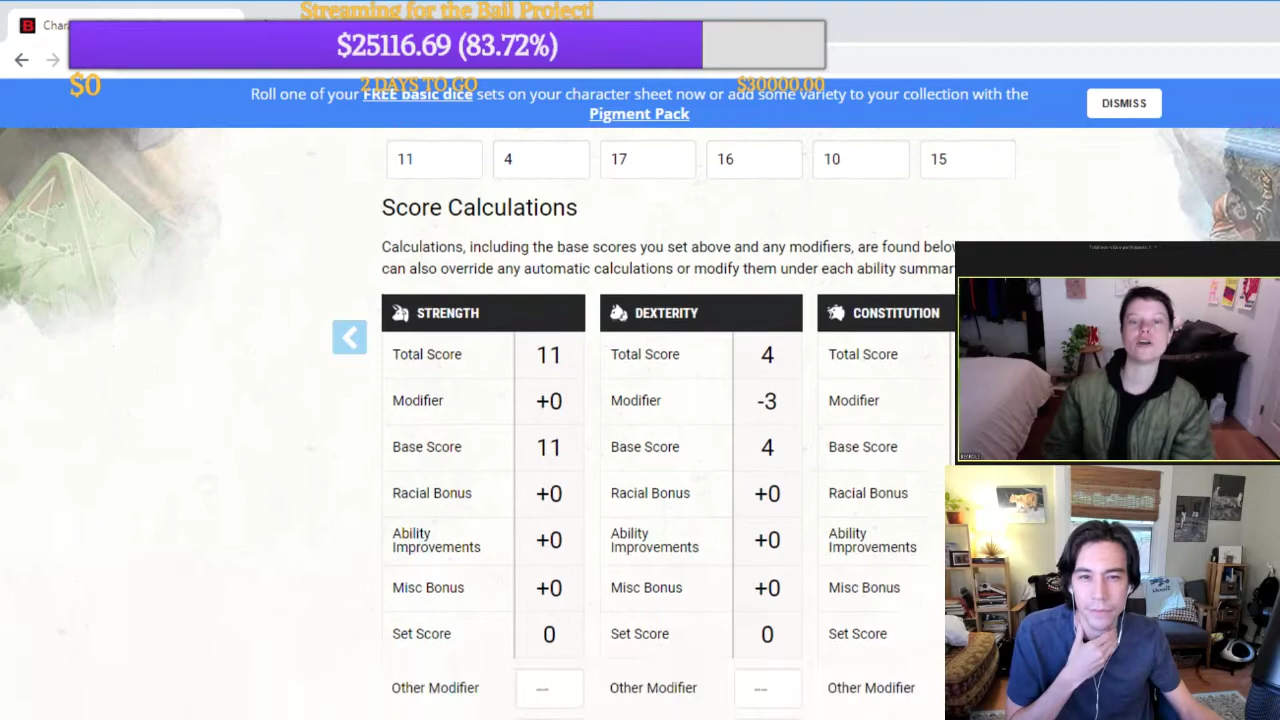 Streaming for the Bail Project!
Char
$25116.69 (83.72%)
$0
2 DAYS TO GO
$30000.00
Roll one of your FREE basic dice sets on your character sheet now or add some variety to your collection with the
Pigment Pack
DISMISS
11 4 17 16 10 15
Score Calculations
Calculations, including the base scores you set above and any modifiers, are found below
can also override any automatic calculations or modify them under each ability summar
STRENGTH DEXTERITY CONSTITUTION
Total Score 11 Total Score 4 Total Score
Modifier +0 Modifier -3 Modifier
Base Score 11 Base Score 4 Base Score
Racial Bonus +0 Racial Bonus +0 Racial Bonus
Ability Improvements +0 Ability Improvements +0 Ability Improvements
Misc Bonus +0 Misc Bonus +0 Misc Bonus
Set Score 0 Set Score 0 Set Score
Other Modifier -- Other Modifier -- Other Modifier